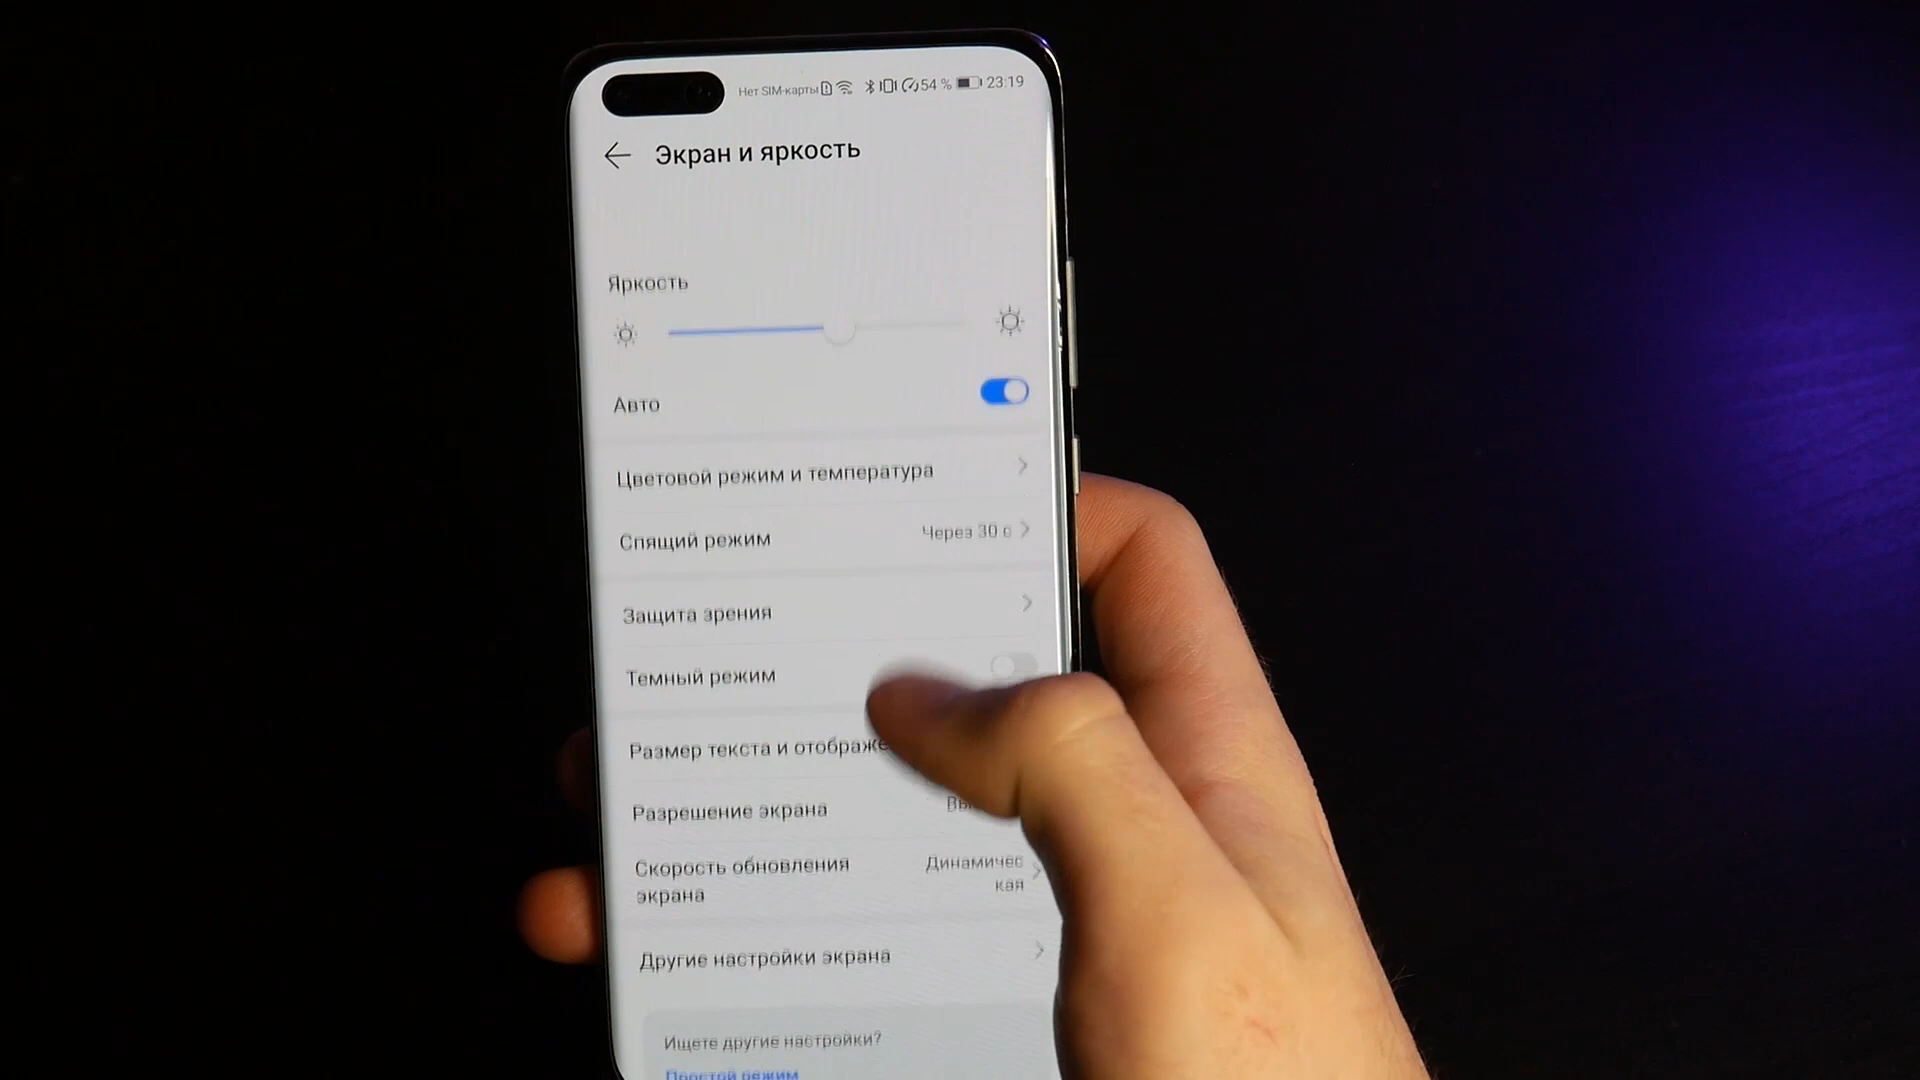 Нет SIM-карты 54 % 23:19
Экран и яркость
Яркость
Авто
Цветовой режим и температура
Спящий режим Через 30 с
Защита зрения
Темный режим
Размер текста и
Разрешение экрана
Скорость обновления Динамичес
экрана кая
Другие настройки экрана
Ищете другие настройки?
Простой режим